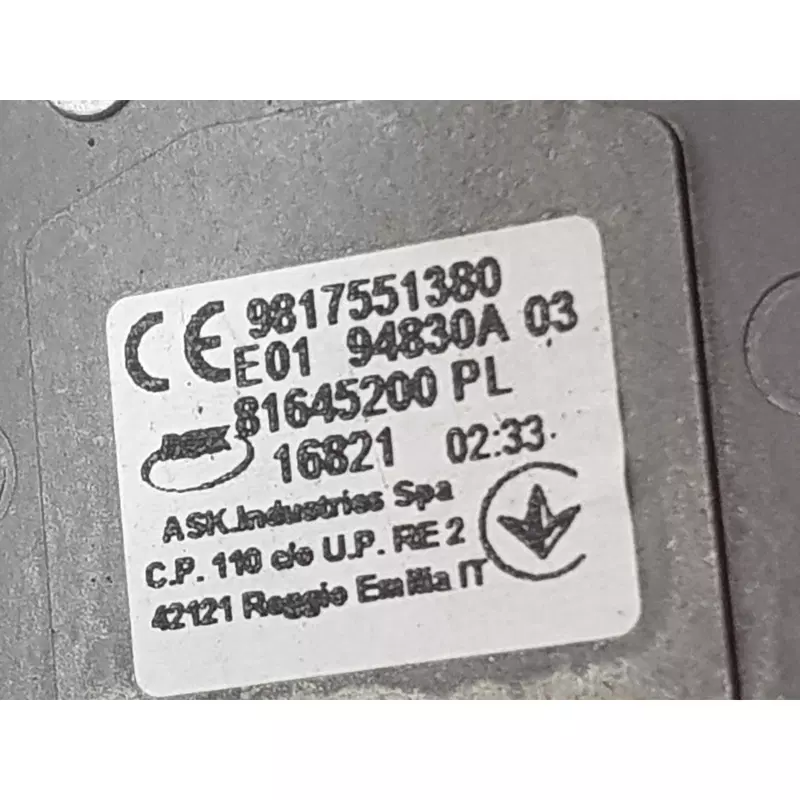 CE 9817551380
E01 94830A 03
81645200 PL
16821 02:33
ASK Industries Spa
C.P. 110 c/o U.P. RE 2
42121 Reggio Emilia IT